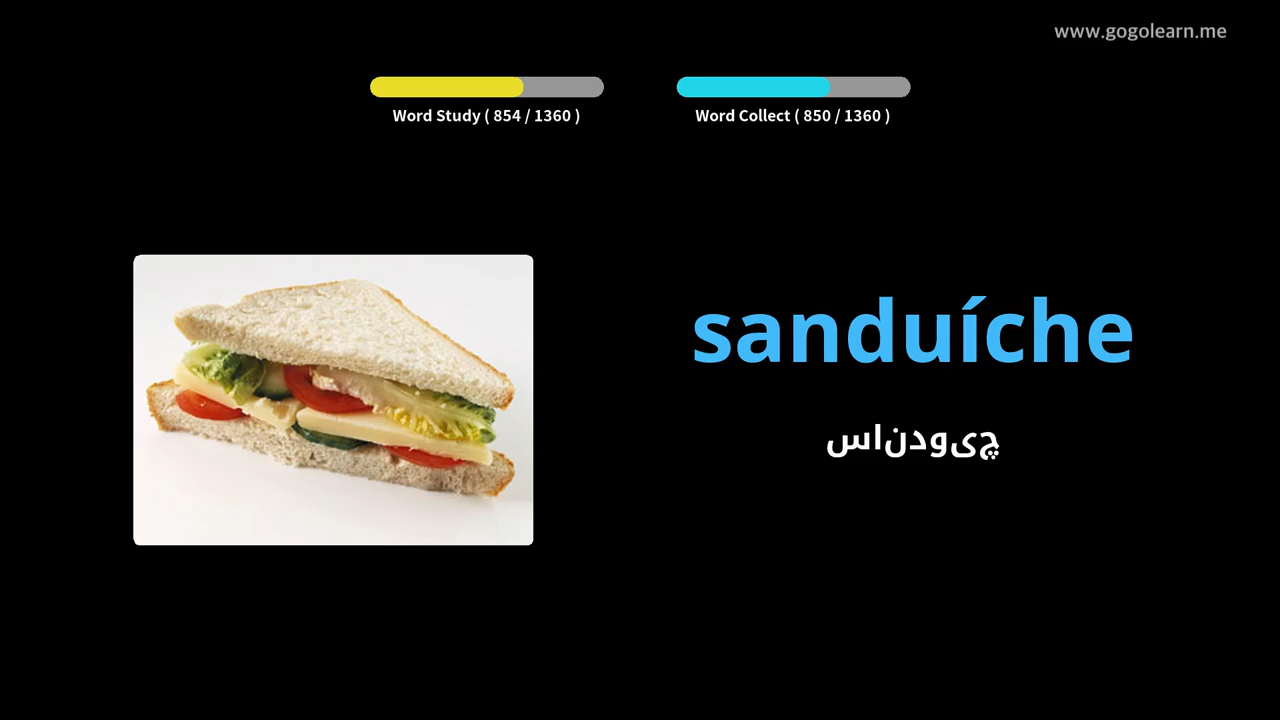 www.gogolearn.me
Word Study ( 854 / 1360 )
Word Collect ( 850 / 1360 )
sanduíche
ساندویچ